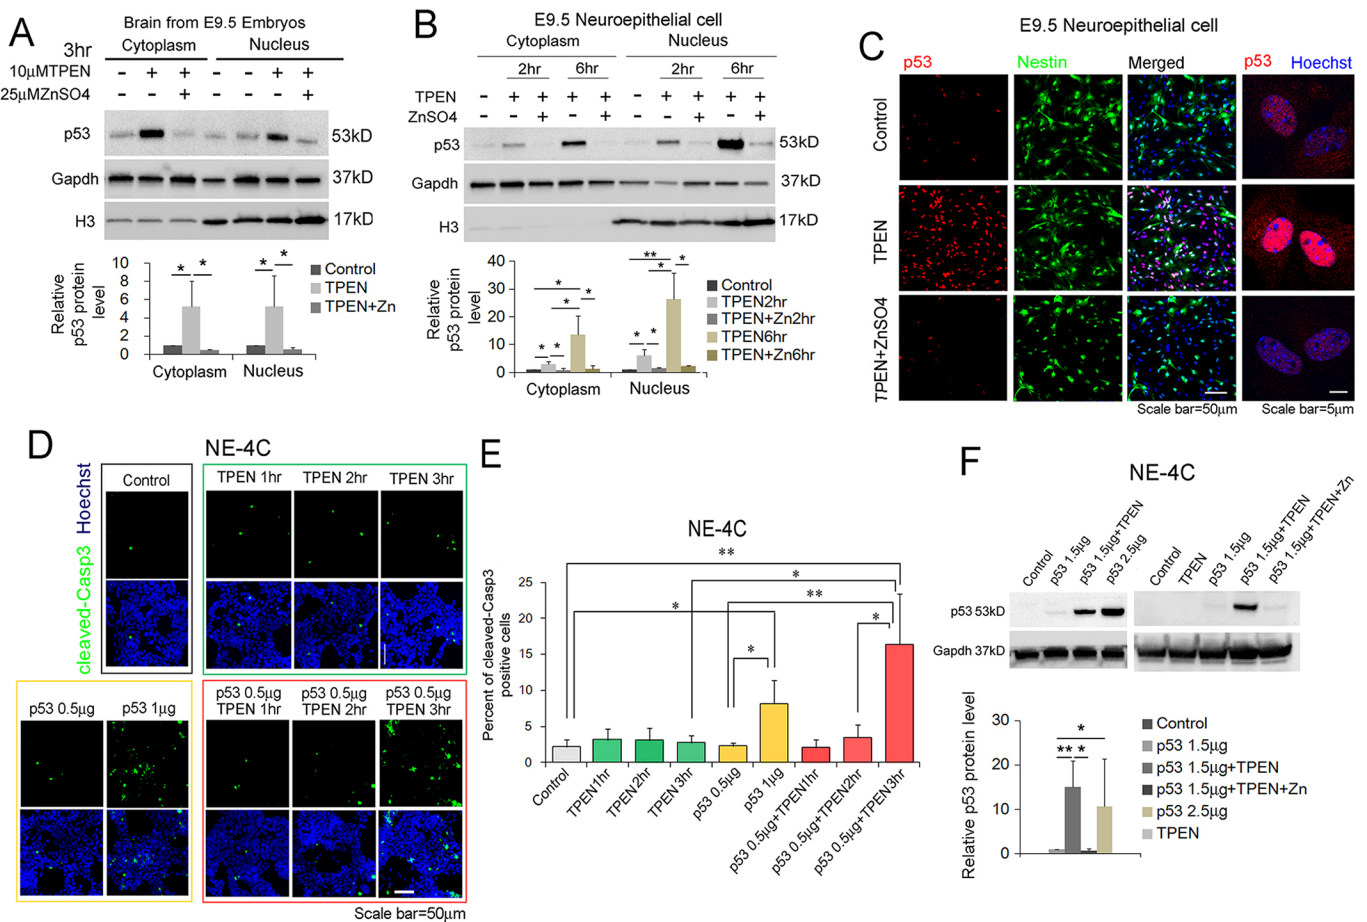 A
Brain from E9.5 Embryos
3hr
Cytoplasm Nucleus
10μMTPEN - + + - - + +
25μMZnSO4 - - + - - - +
p53 53kD
Gapdh 37kD
H3 17kD
Relative
p53 protein
level
10
8
6
4
2
0
* * * *
Control
TPEN
TPEN+Zn
Cytoplasm Nucleus
B
E9.5 Neuroepithelial cell
Cytoplasm Nucleus
2hr 6hr 2hr 6hr
TPEN - + + + + - + + + +
ZnSO4 - - + - + - - + - +
p53 53kD
Gapdh 37kD
H3 17kD
Relative
p53 protein
level
40
30
20
10
0
* * * * *
** * * * *
Control
TPEN2hr
TPEN+Zn2hr
TPEN6hr
TPEN+Zn6hr
Cytoplasm Nucleus
C
E9.5 Neuroepithelial cell
p53 Nestin Merged p53 Hoechst
Control
TPEN
TPEN+ZnSO4
Scale bar=50μm Scale bar=5μm
D
NE-4C
cleaved-Casp3 Hoechst
Control
TPEN 1hr TPEN 2hr TPEN 3hr
p53 0.5μg p53 1μg
p53 0.5μg p53 0.5μg p53 0.5μg
TPEN 1hr TPEN 2hr TPEN 3hr
Scale bar=50μm
E
NE-4C
Percent of cleaved-Casp3
positive cells
25
20
15
10
5
0
**
*
**
*
*
*
Control
TPEN1hr
TPEN2hr
TPEN3hr
p53 0.5μg
p53 1μg
p53 0.5μg+TPEN1hr
p53 0.5μg+TPEN2hr
p53 0.5μg+TPEN3hr
F
NE-4C
Control
p53 1.5μg
p53 1.5μg+TPEN
p53 2.5μg
Control
TPEN
p53 1.5μg
p53 1.5μg+TPEN
p53 1.5μg+TPEN+Zn
p53 53kD
Gapdh 37kD
Relative p53 protein level
30
20
10
0
*
** *
Control
p53 1.5μg
p53 1.5μg+TPEN
p53 1.5μg+TPEN+Zn
p53 2.5μg
TPEN